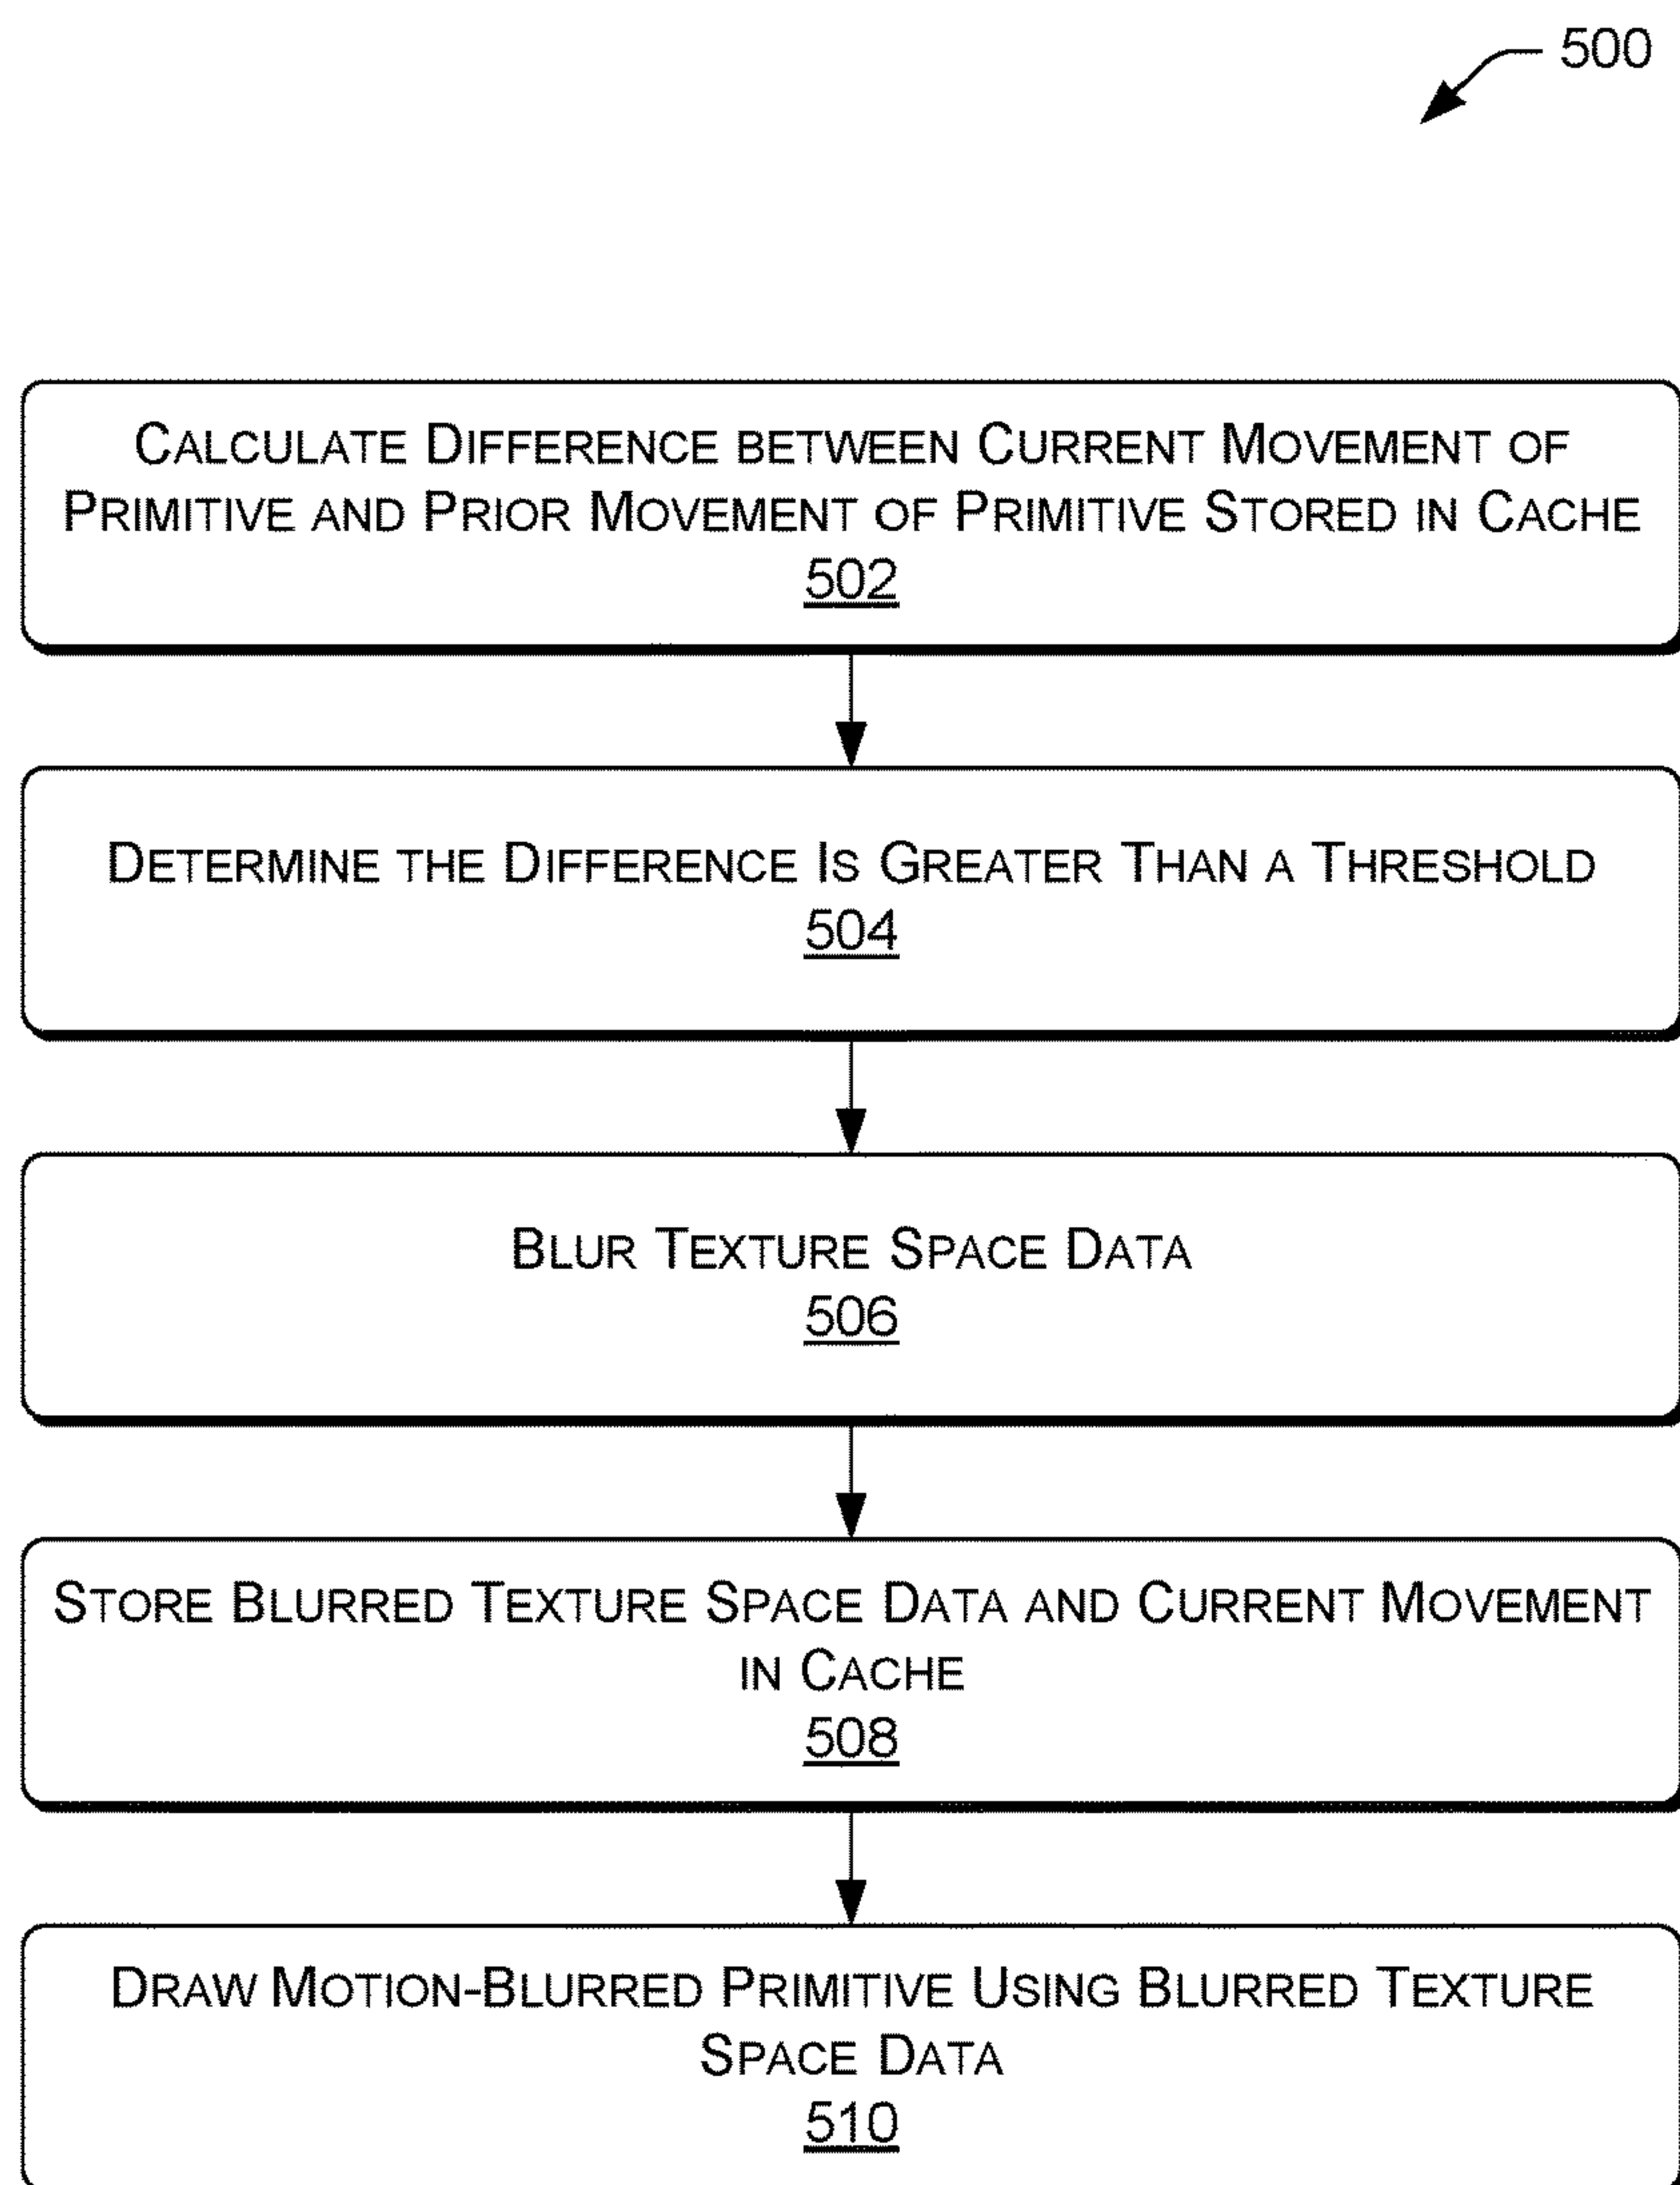 500
Calculate Difference between Current Movement of
Primitive and Prior Movement of Primitive Stored in Cache
502
Determine the Difference Is Greater Than a Threshold
504
Blur Texture Space Data
506
Store Blurred Texture Space Data and Current Movement
in Cache
508
Draw Motion-Blurred Primitive Using Blurred Texture
Space Data
510